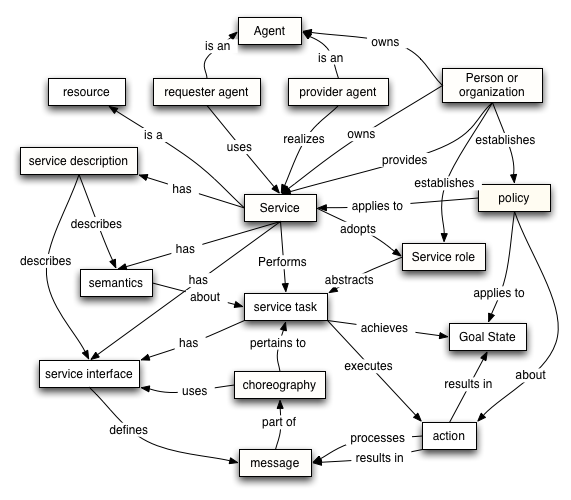 Agent
is an
owns
is an
resource
requester agent
provider agent
Person or
organization
is a
uses
realizes
owns
establishes
service description
provides
has
establishes
policy
Service
applies to
describes
adopts
has
describes
Performs
Service role
semantics
has
about
abstracts
applies to
service task
achieves
has
pertains to
Goal State
service interface
executes
uses
choreography
results in
about
part of
defines
processes
action
message
results in